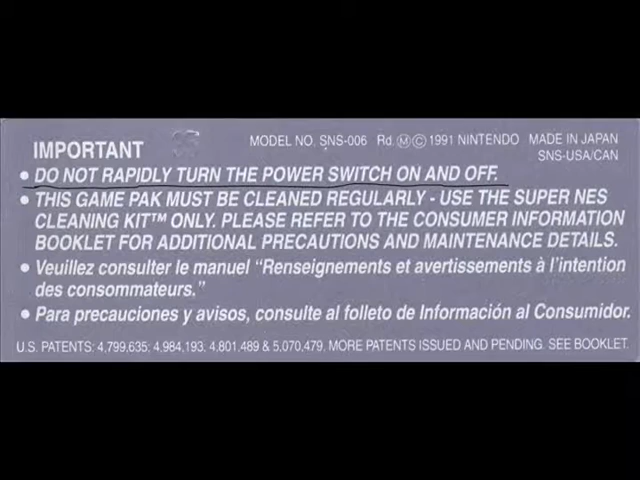 IMPORTANT
MODEL NO. SNS-006 Rd.ⓂⒸ1991 NINTENDO MADE IN JAPAN
SNS-USA/CAN
• DO NOT RAPIDLY TURN THE POWER SWITCH ON AND OFF.
• THIS GAME PAK MUST BE CLEANED REGULARLY - USE THE SUPER NES
CLEANING KIT™ ONLY. PLEASE REFER TO THE CONSUMER INFORMATION
BOOKLET FOR ADDITIONAL PRECAUTIONS AND MAINTENANCE DETAILS.
• Veuillez consulter le manuel “Renseignements et avertissements à l'intention
des consommateurs.”
• Para precauciones y avisos, consulte al folleto de Información al Consumidor.
U.S. PATENTS: 4,799,635; 4,984,193, 4,801,489 & 5,070,479. MORE PATENTS ISSUED AND PENDING. SEE BOOKLET.